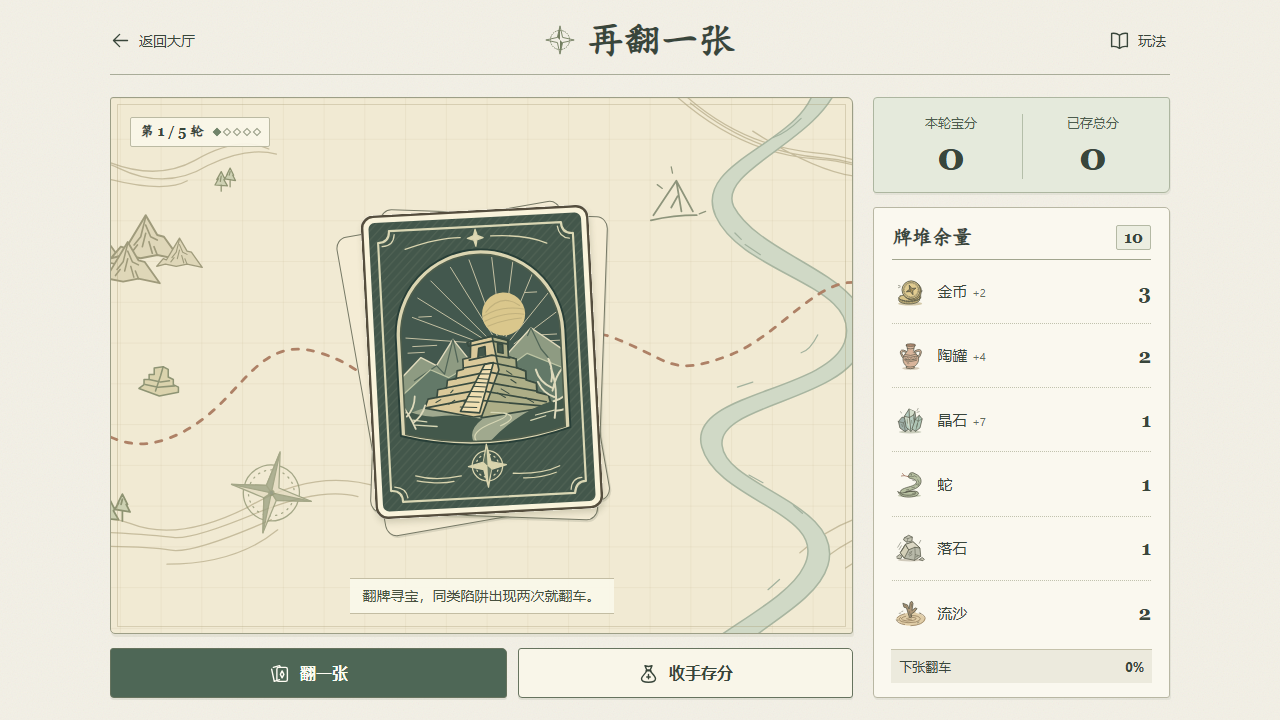 返回大厅
再翻一张
玩法
第 1 / 5 轮
本轮宝分
0
已存总分
0
牌堆余量
10
金币 +2
3
陶罐 +4
2
晶石 +7
1
蛇
1
落石
1
流沙
2
下张翻车
0%
翻牌寻宝，同类陷阱出现两次就翻车。
翻一张
收手存分